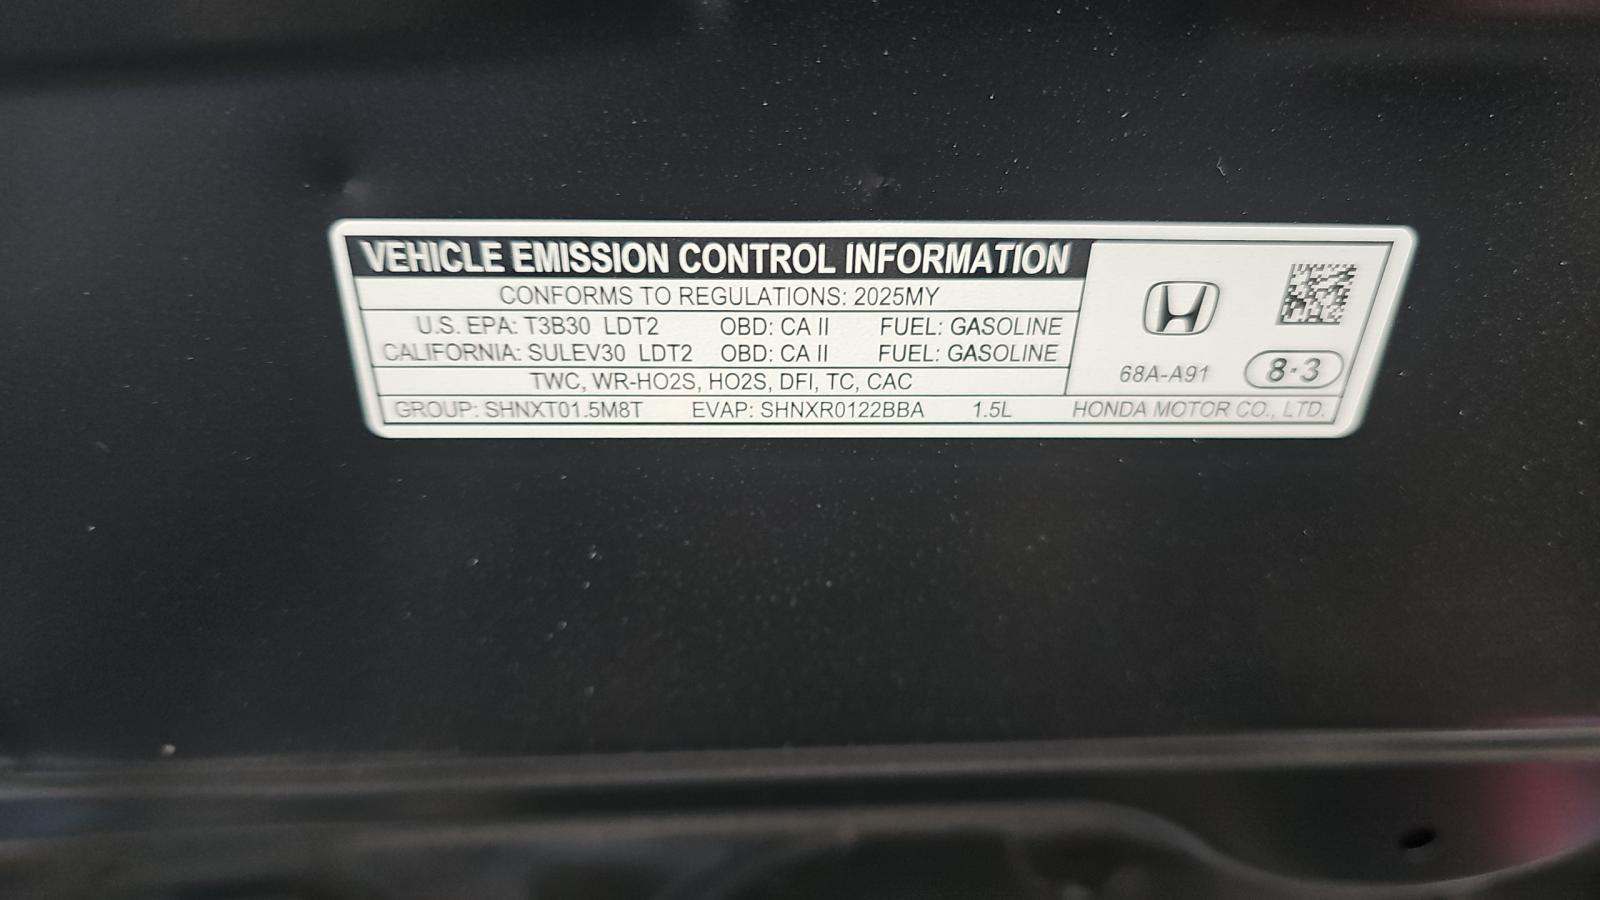 VEHICLE EMISSION CONTROL INFORMATION
CONFORMS TO REGULATIONS: 2025MY
U.S. EPA: T3B30 LDT2 OBD: CA II FUEL: GASOLINE
CALIFORNIA: SULEV30 LDT2 OBD: CA II FUEL: GASOLINE
TWC, WR-HO2S, HO2S, DFI, TC, CAC
GROUP: SHNXT01.5M8T EVAP: SHNXR0122BBA 1.5L
68A-A91 8·3
HONDA MOTOR CO., LTD.